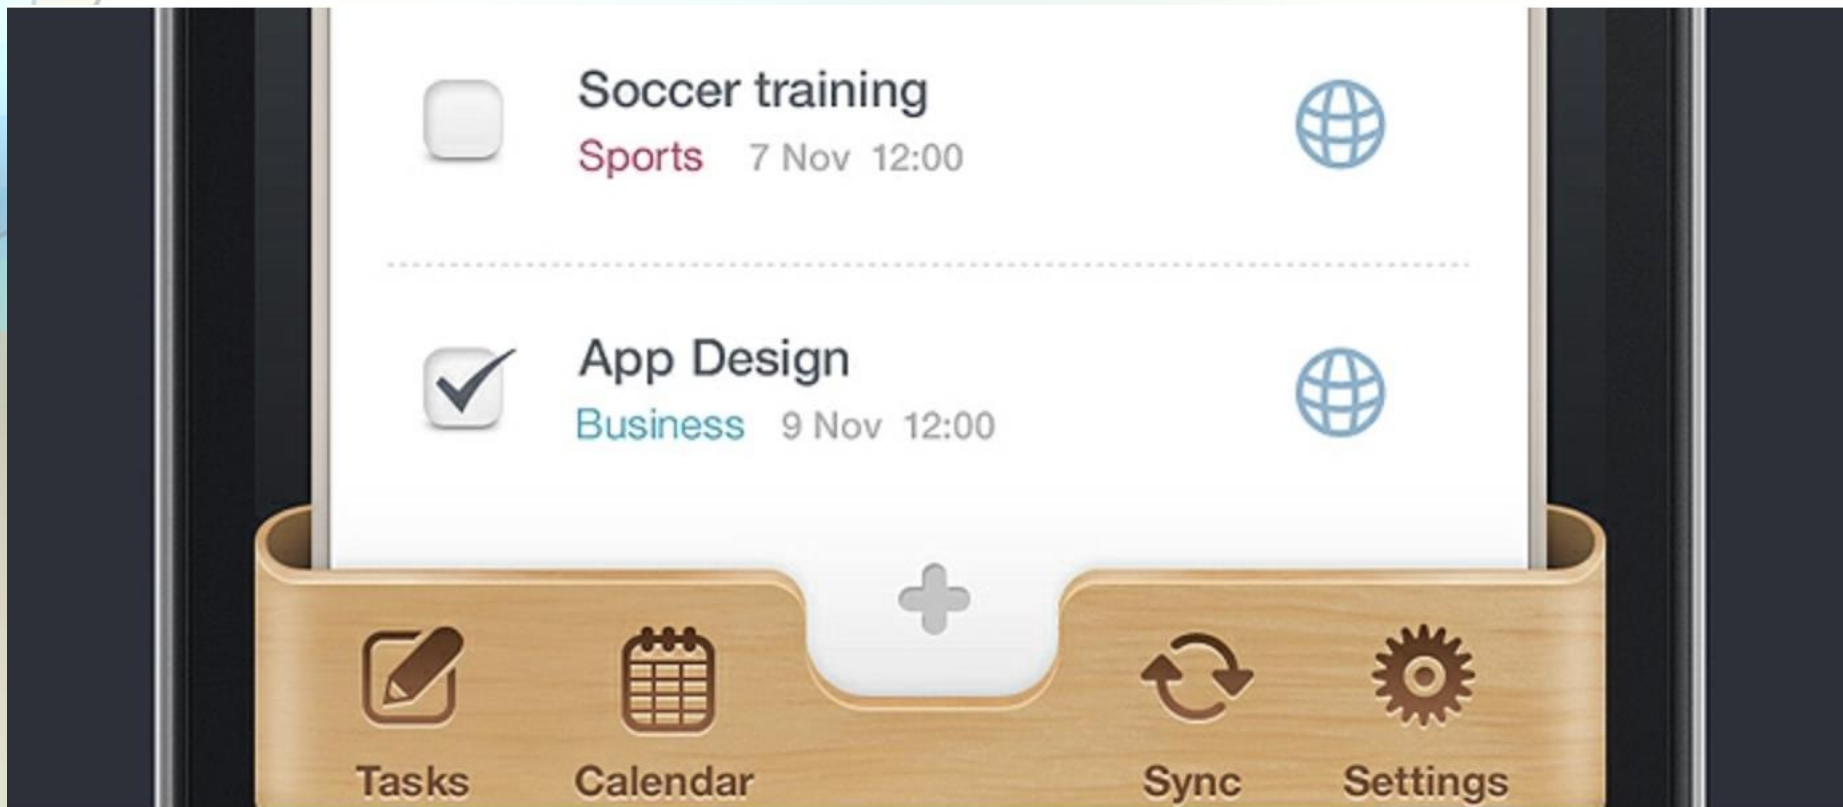 Soccer training
Sports 7 Nov 12:00
App Design
Business 9 Nov 12:00
Tasks Calendar Sync Settings